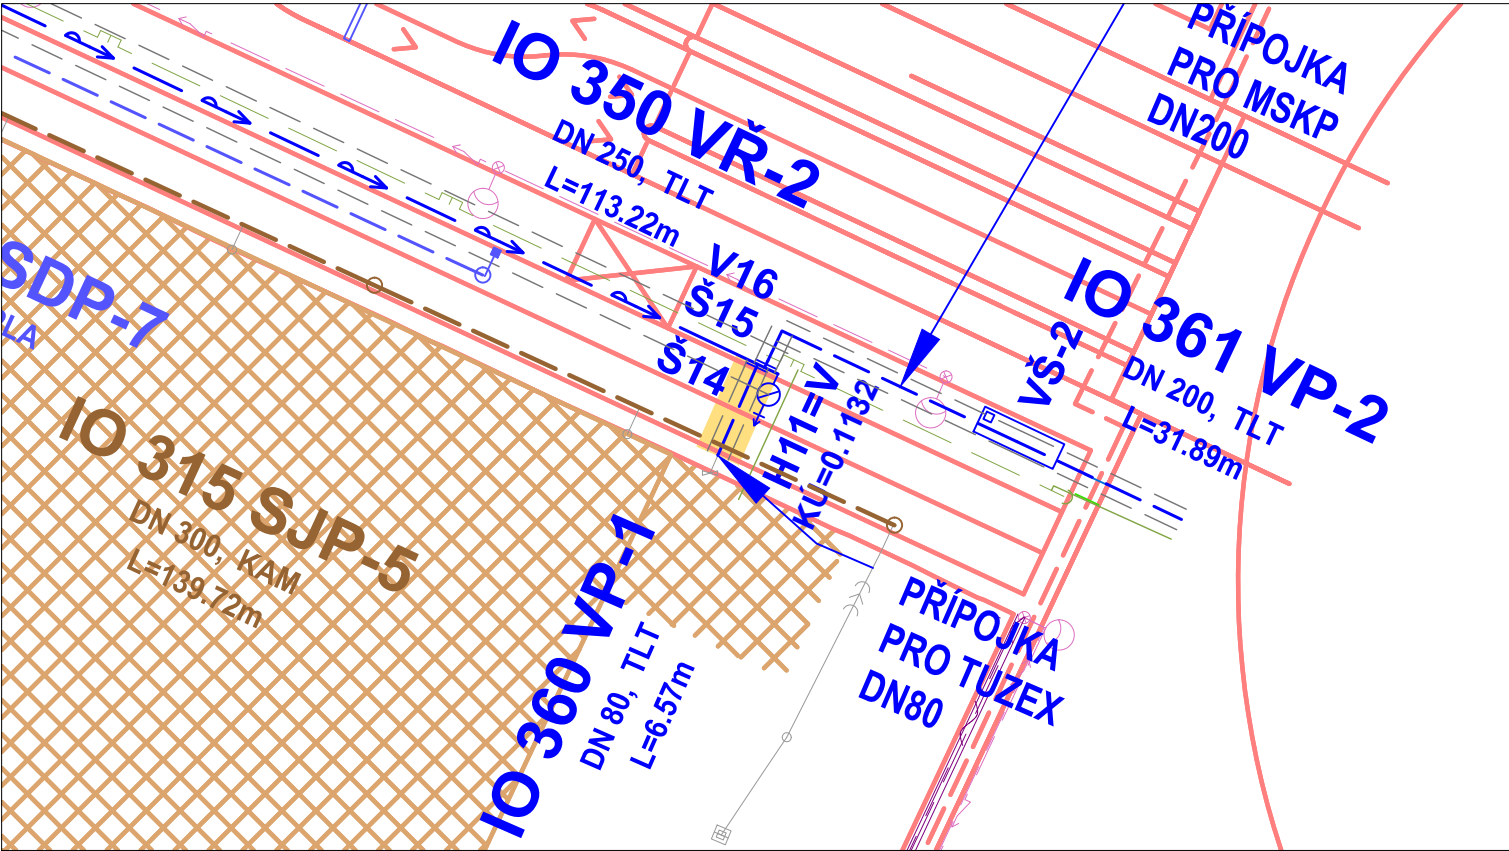 IO 350 VŘ-2
DN 250, TLT
L=113.22m
PŘÍPOJKA
PRO MSKP
DN200
V16
Š15
Š14
IO 361 VP-2
DN 200, TLT
L=31.89m
VŠ-2
H11=V
KÚ=0.1132
SDP-7
LA
IO 315 SJP-5
DN 300, KAM
L=139.72m
IO 360 VP-1
DN 80, TLT
L=6.57m
PŘÍPOJKA
PRO TUZEX
DN80